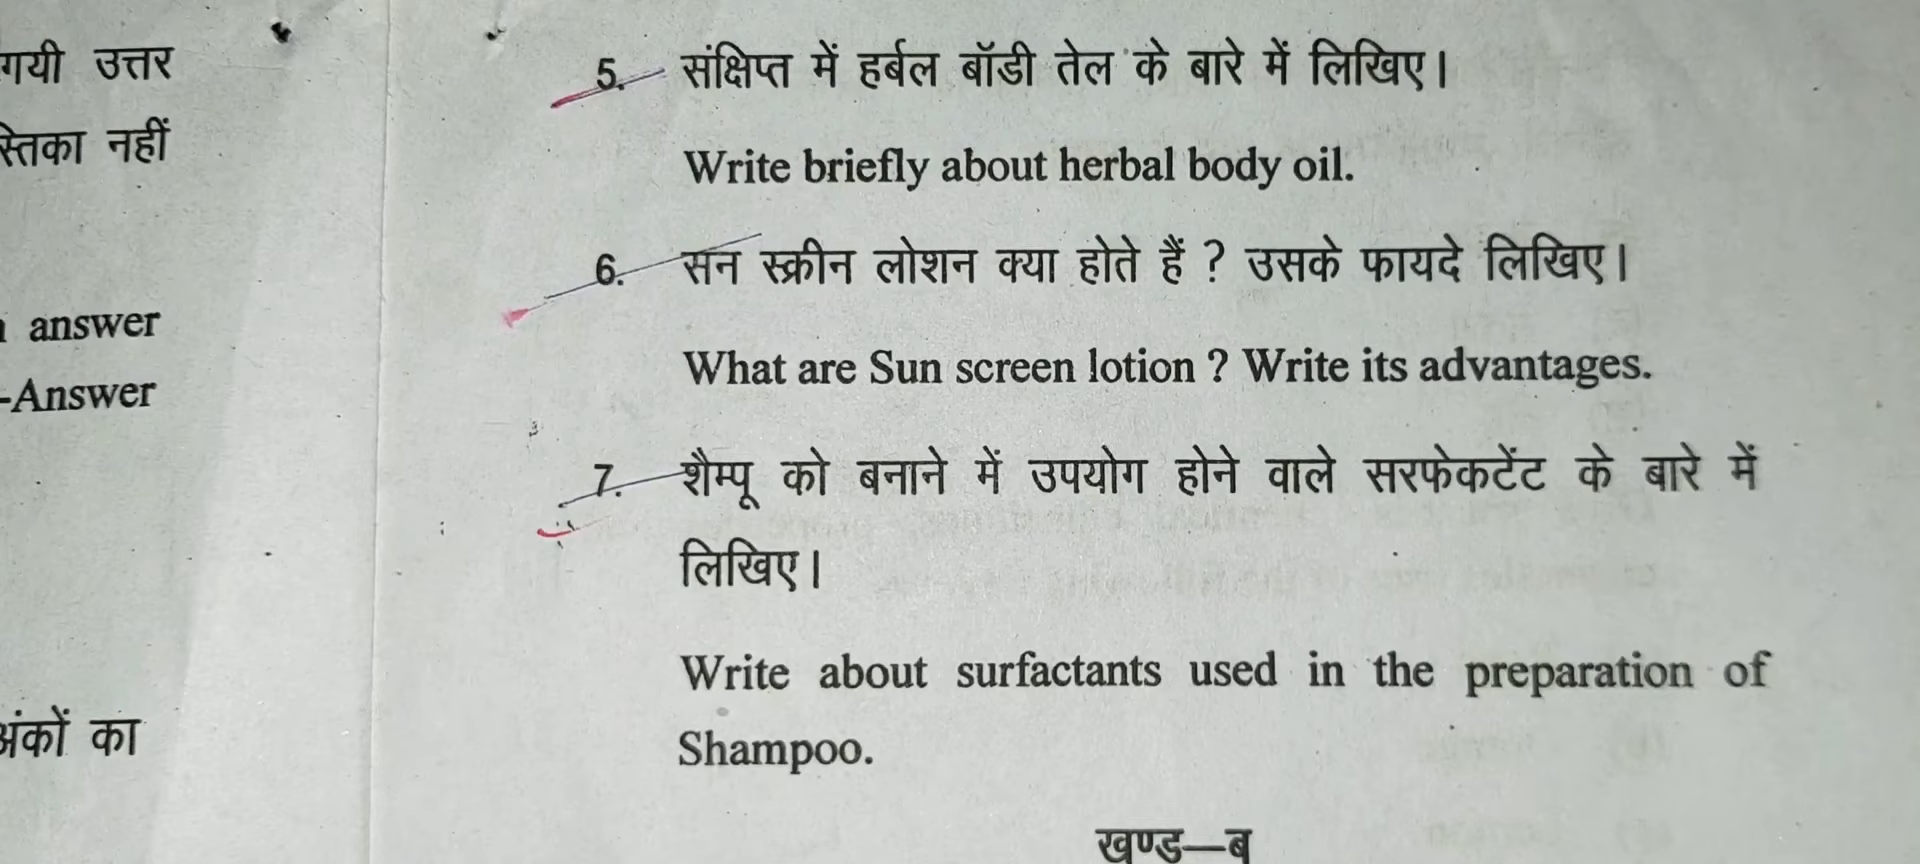 गयी उत्तर
स्तिका नहीं
answer
-Answer
अंकों का
5. संक्षिप्त में हर्बल बॉडी तेल के बारे में लिखिए।
Write briefly about herbal body oil.
6. सन स्क्रीन लोशन क्या होते हैं ? उसके फायदे लिखिए।
What are Sun screen lotion ? Write its advantages.
7. शैम्पू को बनाने में उपयोग होने वाले सरफेकटेंट के बारे में
लिखिए।
Write about surfactants used in the preparation of
Shampoo.
खण्ड—ब